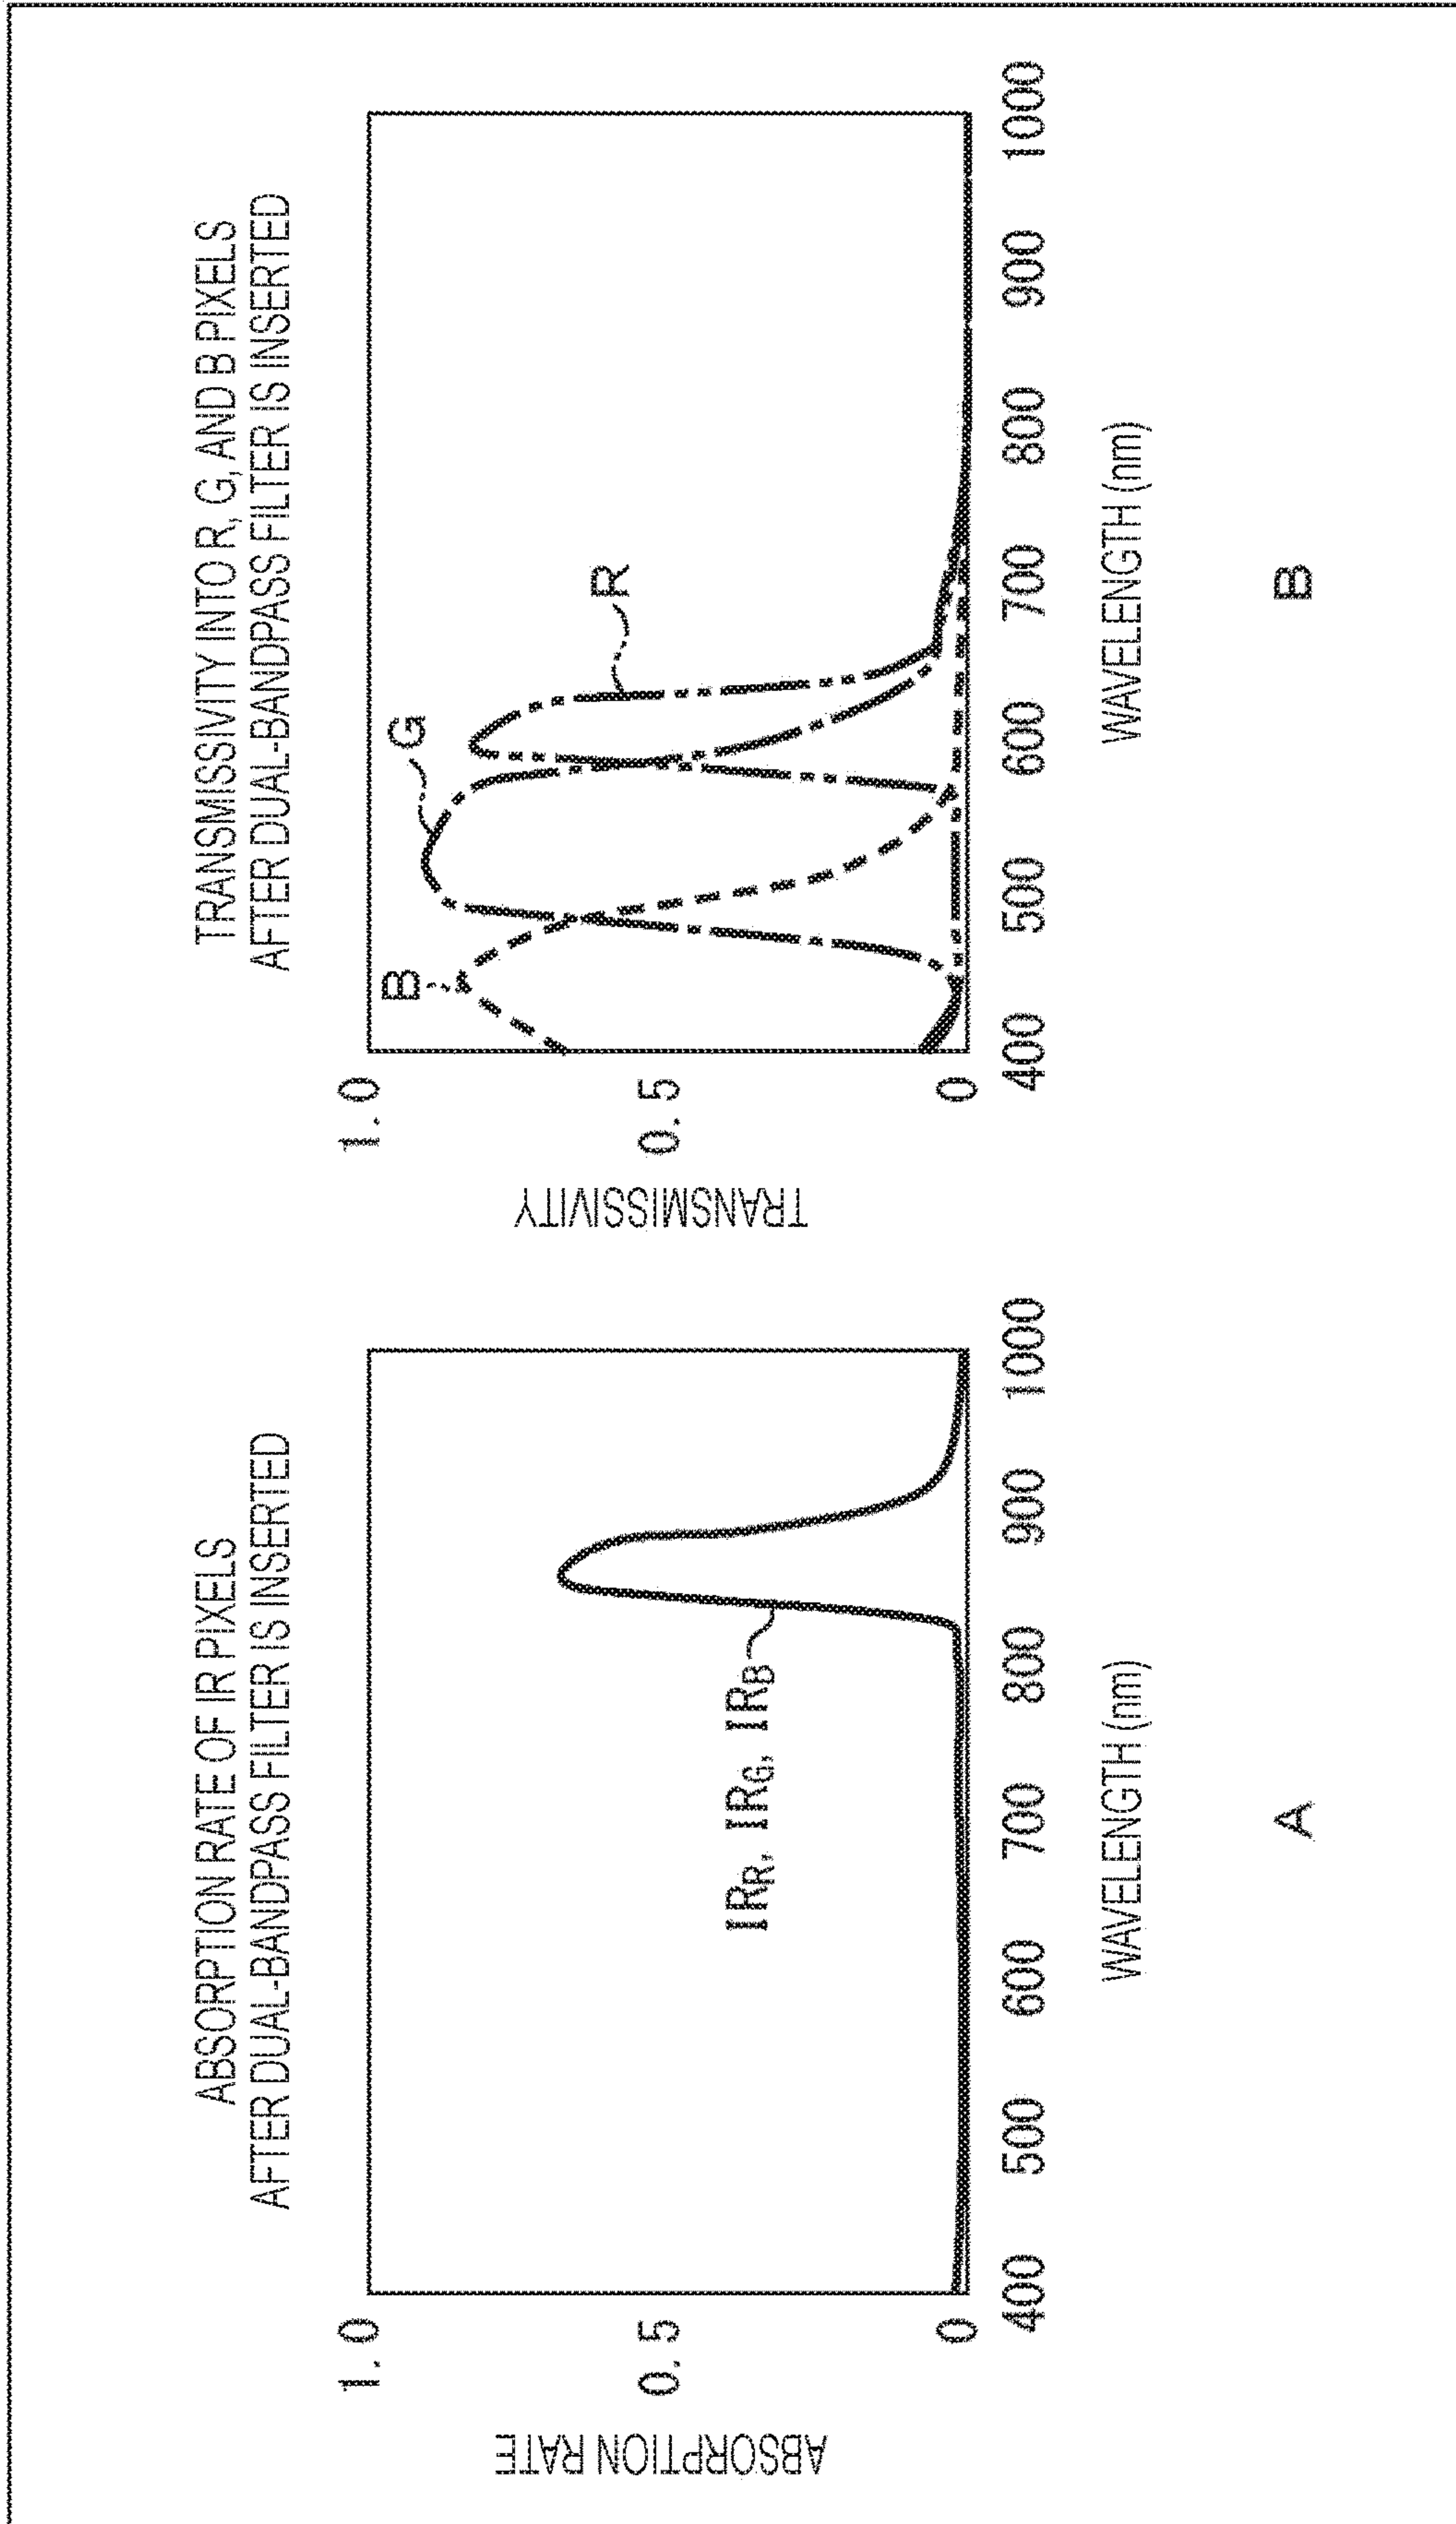 ABSORPTION RATE OF IR PIXELS
AFTER DUAL-BANDPASS FILTER IS INSERTED
ABSORPTION RATE
1.0
0.5
0
IRR, IRG, IRB
400 500 600 700 800 900 1000
WAVELENGTH (nm)
A
TRANSMISSIVITY INTO R, G, AND B PIXELS
AFTER DUAL-BANDPASS FILTER IS INSERTED
TRANSMISSIVITY
1.0
0.5
0
B
G
R
400 500 600 700 800 900 1000
WAVELENGTH (nm)
B